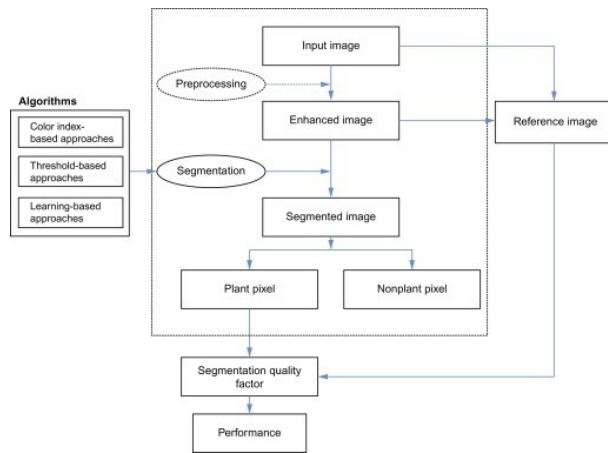 Input image
Preprocessing
Algorithms
Color index-
based approaches
Enhanced image
Reference image
Threshold-based
approaches
Segmentation
Learning-based
approaches
Segmented image
Plant pixel
Nonplant pixel
Segmentation quality
factor
Performance